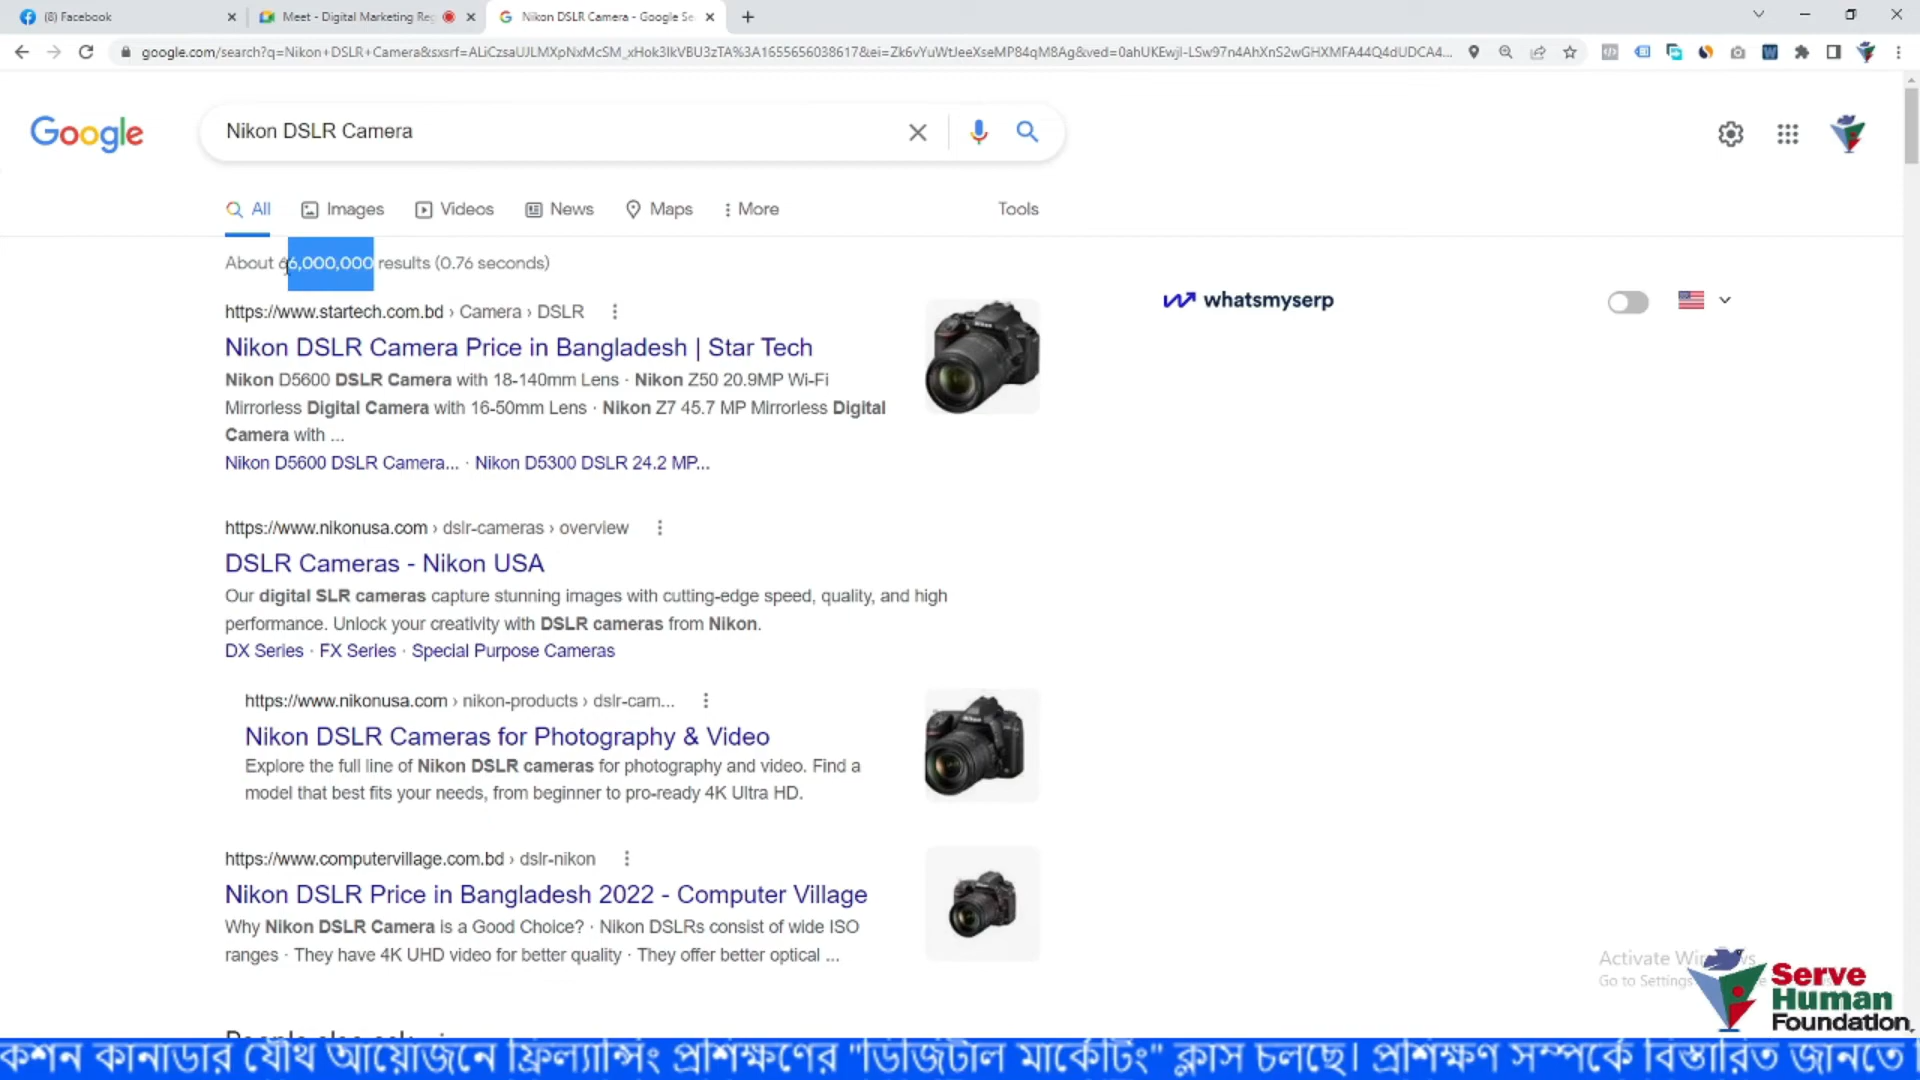 (8) Facebook
Meet - Digital Marketing Re
Nikon DSLR Camera - Google Se
google.com/search?q=Nikon+DSLR+Camera&sxsrf=ALiCzsaUJLMXpNxMcSM_xHok3lkVBU3zTA%3A1655656038617&ei=Zk6vYuWtJeeXseMP84qM8Ag&ved=0ahUKEwjl-LSw97n4AhXnS2wGHXMFA44Q4dUDCA4...
Google
Nikon DSLR Camera
All
Images
Videos
News
Maps
More
Tools
About 66,000,000 results (0.76 seconds)
https://www.startech.com.bd › Camera › DSLR
Nikon DSLR Camera Price in Bangladesh | Star Tech
Nikon D5600 DSLR Camera with 18-140mm Lens · Nikon Z50 20.9MP Wi-Fi
Mirrorless Digital Camera with 16-50mm Lens · Nikon Z7 45.7 MP Mirrorless Digital
Camera with ...
Nikon D5600 DSLR Camera... · Nikon D5300 DSLR 24.2 MP...
whatsmyserp
https://www.nikonusa.com › dslr-cameras › overview
DSLR Cameras - Nikon USA
Our digital SLR cameras capture stunning images with cutting-edge speed, quality, and high
performance. Unlock your creativity with DSLR cameras from Nikon.
DX Series · FX Series · Special Purpose Cameras
https://www.nikonusa.com › nikon-products › dslr-cam...
Nikon DSLR Cameras for Photography & Video
Explore the full line of Nikon DSLR cameras for photography and video. Find a
model that best fits your needs, from beginner to pro-ready 4K Ultra HD.
https://www.computervillage.com.bd › dslr-nikon
Nikon DSLR Price in Bangladesh 2022 - Computer Village
Why Nikon DSLR Camera is a Good Choice? · Nikon DSLRs consist of wide ISO
ranges · They have 4K UHD video for better quality · They offer better optical ...
Activate Windows
Go to Settings
Serve
Human
Foundation
People also ask
কশন কানাডার যৌথ আয়োজনে ফ্রিল্যান্সিং প্রশিক্ষণের "ডিজিটাল মার্কেটিং" ক্লাস চলছে। প্রশিক্ষণ সম্পর্কে বিস্তারিত জানতে